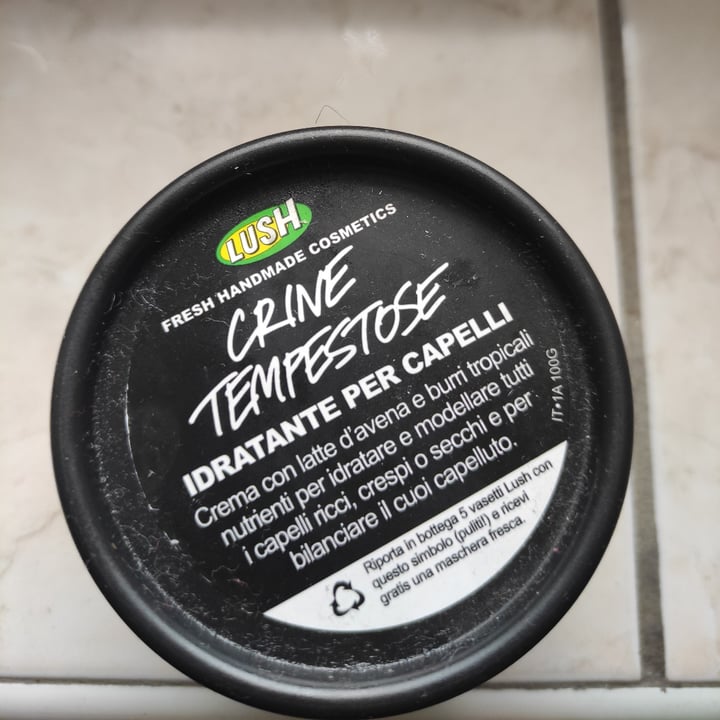 LUSH
FRESH HANDMADE COSMETICS
CRINE
TEMPESTOSE
IDRATANTE PER CAPELLI
Crema con latte d'avena e burri tropicali
nutrienti per idratare e modellare tutti
i capelli ricci, crespi o secchi e per
bilanciare il cuoi capelluto.
IT•1A 100G
Riporta in bottega 5 vasetti Lush con
questo simbolo (puliti!) e ricevi
gratis una maschera fresca.